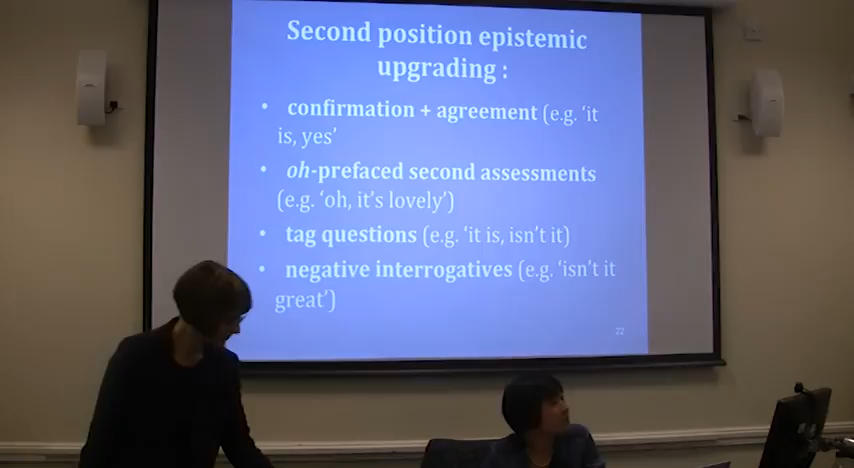 Second position epistemic
upgrading :
• confirmation + agreement (e.g. ‘it
is, yes’
• oh-prefaced second assessments
(e.g. ‘oh, it’s lovely’)
• tag questions (e.g. ‘it is, isn’t it)
• negative interrogatives (e.g. ‘isn’t it
great’)
22